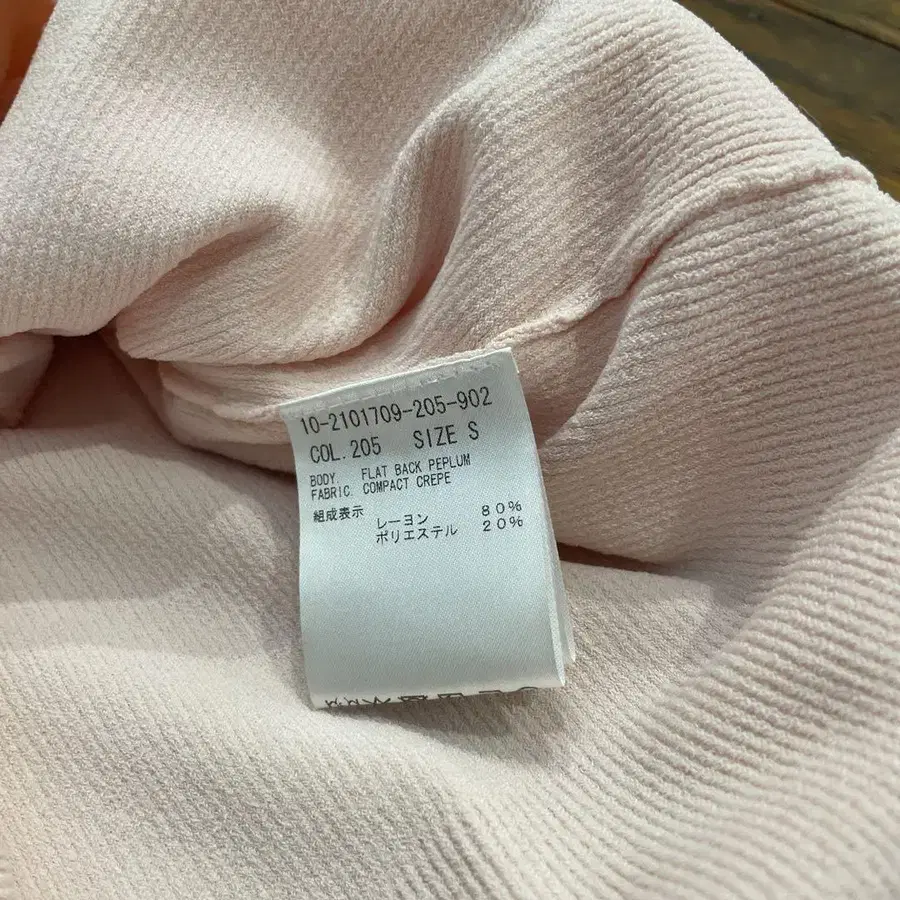 10-2101709-205-902
COL.205 SIZE S
BODY. FLAT BACK PEPLUM
FABRIC. COMPACT CREPE
組成表示
レーヨン 80%
ポリエステル 20%